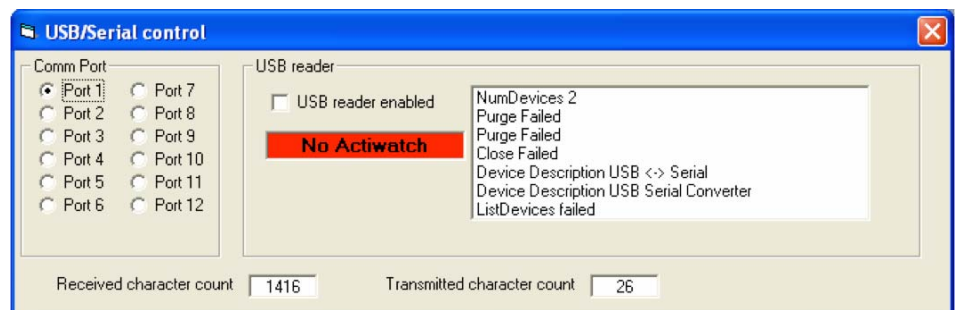 USB/Serial control
Comm Port
Port 1 Port 7
Port 2 Port 8
Port 3 Port 9
Port 4 Port 10
Port 5 Port 11
Port 6 Port 12
USB reader
USB reader enabled
No Actiwatch
NumDevices 2
Purge Failed
Purge Failed
Close Failed
Device Description USB <-> Serial
Device Description USB Serial Converter
ListDevices failed
Received character count 1416 Transmitted character count 26